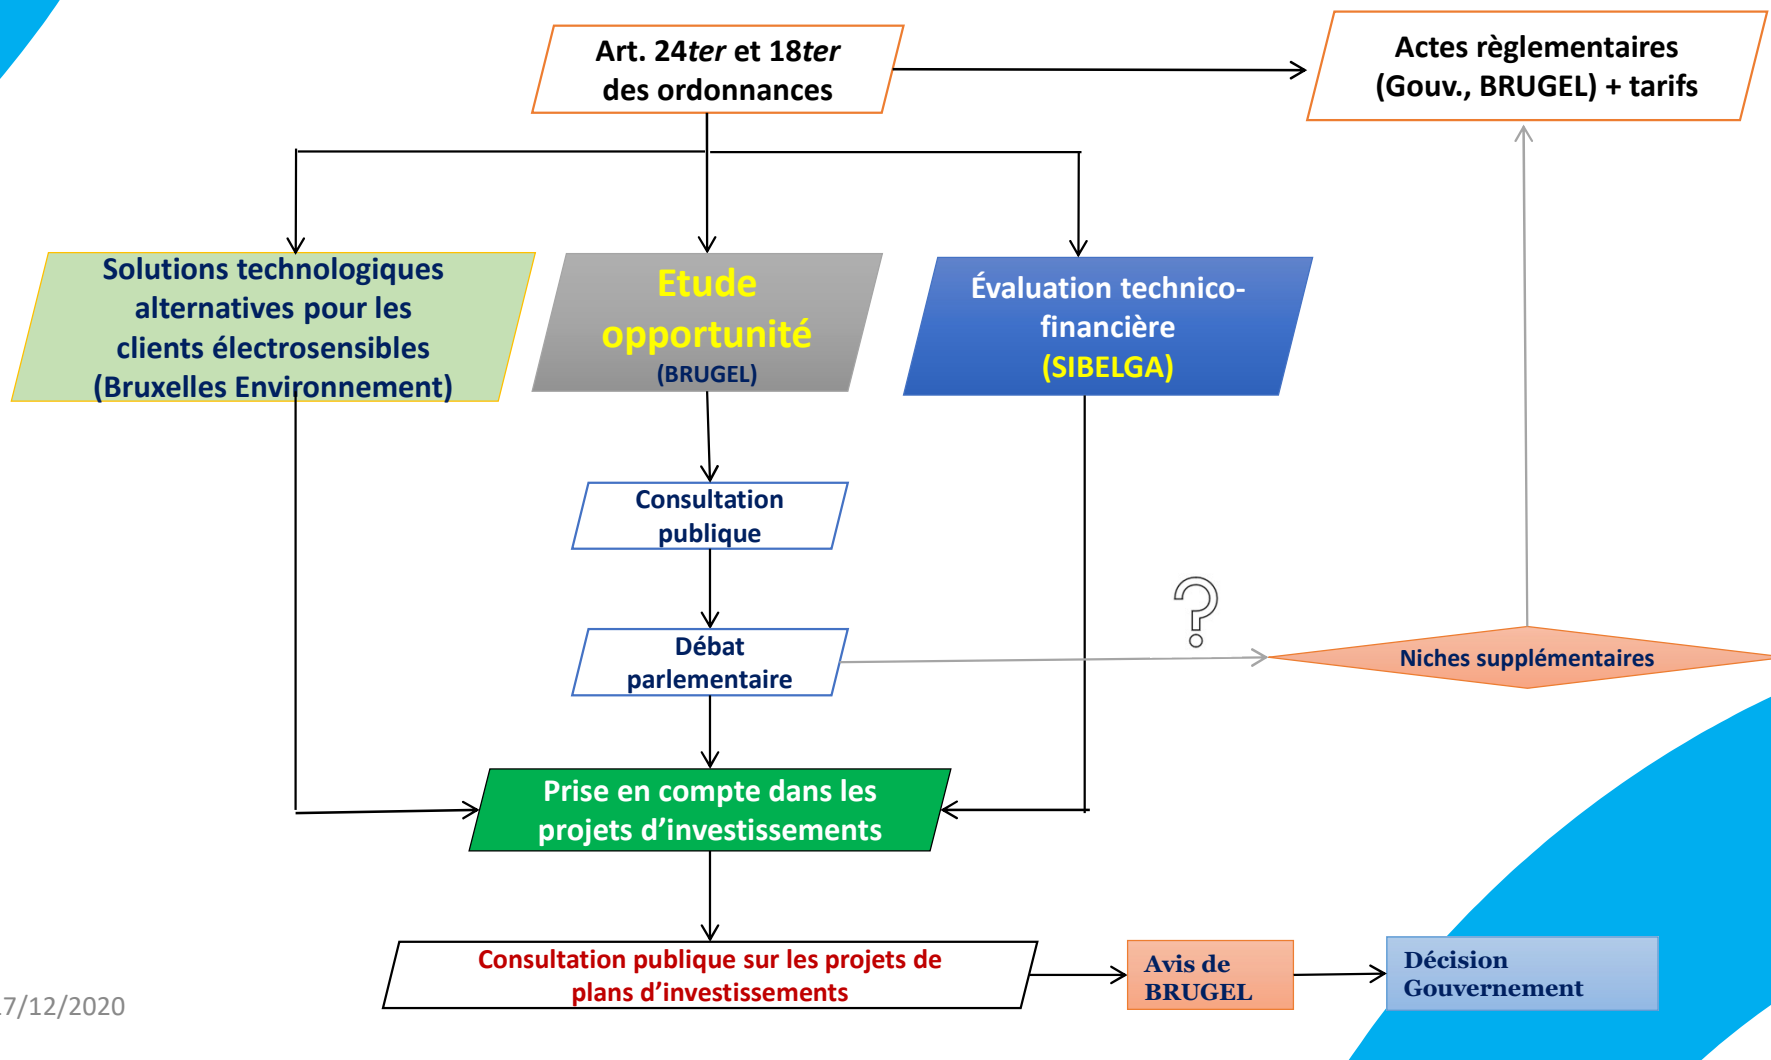 Art. 24ter et 18ter
des ordonnances
Actes règlementaires
(Gouv., BRUGEL) + tarifs
Solutions technologiques
alternatives pour les
clients électrosensibles
(Bruxelles Environnement)
Etude
opportunité
(BRUGEL)
Évaluation technico-
financière
(SIBELGA)
Consultation
publique
Débat
parlementaire
Niches supplémentaires
Prise en compte dans les
projets d’investissements
Consultation publique sur les projets de
plans d’investissements
Avis de
BRUGEL
Décision
Gouvernement
7/12/2020